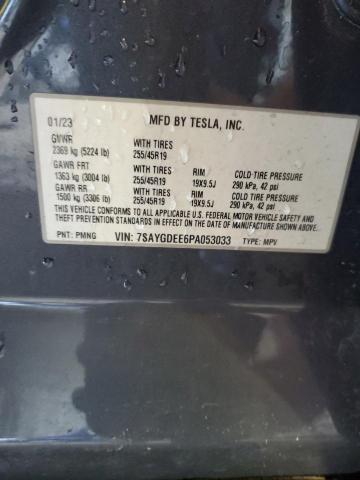 01/23 MFD BY TESLA, INC.
GVWR WITH TIRES
2369 kg (5224 lb) 255/45R19
GAWR FRT WITH TIRES RIM COLD TIRE PRESSURE
1363 kg (3004 lb) 255/45R19 19X9.5J 290 kPa, 42 psi
GAWR RR WITH TIRES RIM COLD TIRE PRESSURE
1500 kg (3306 lb) 255/45R19 19X9.5J 290 kPa, 42 psi
THIS VEHICLE CONFORMS TO ALL APPLICABLE U.S. FEDERAL MOTOR VEHICLE SAFETY AND
THEFT PREVENTION STANDARDS IN EFFECT ON THE DATE OF MANUFACTURE SHOWN ABOVE.
PNT: PMNG VIN: 7SAYGDEE6PA053033 TYPE: MPV